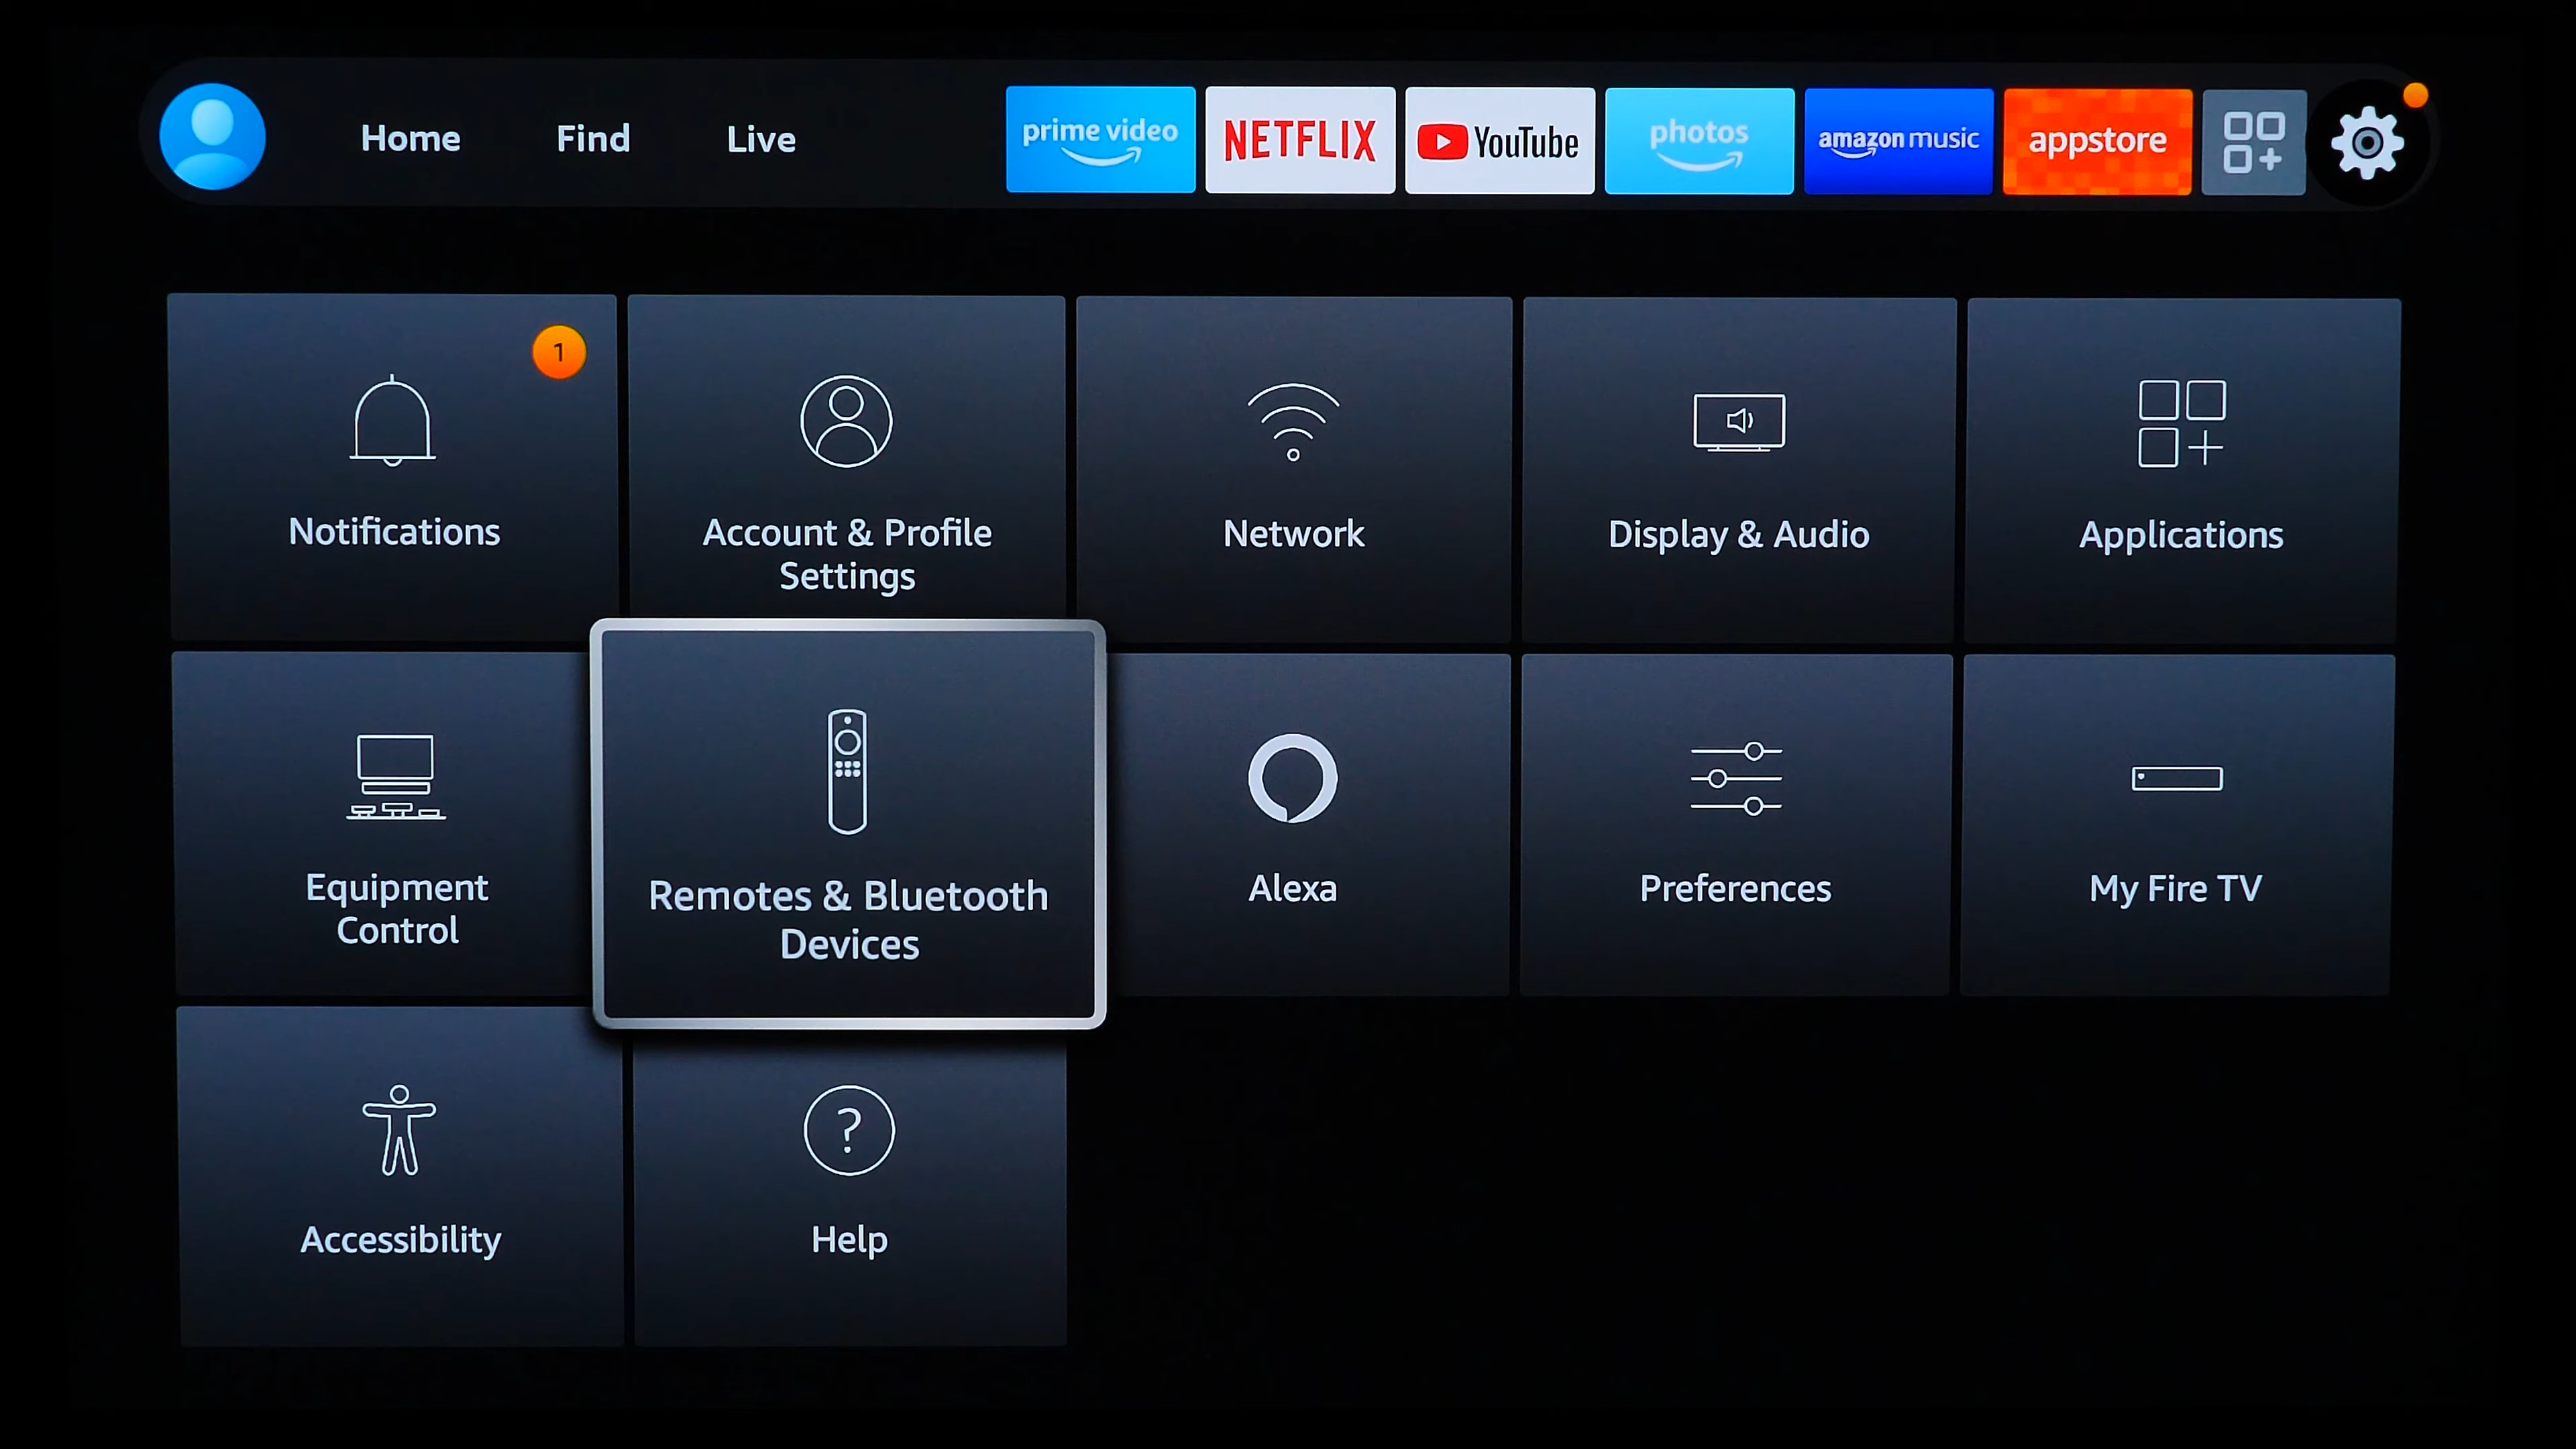 Home
Find
Live
prime video
NETFLIX
YouTube
photos
amazon music
appstore
1
Notifications
Account & Profile
Settings
Network
Display & Audio
Applications
Equipment
Control
Remotes & Bluetooth
Devices
Alexa
Preferences
My Fire TV
Accessibility
?
Help